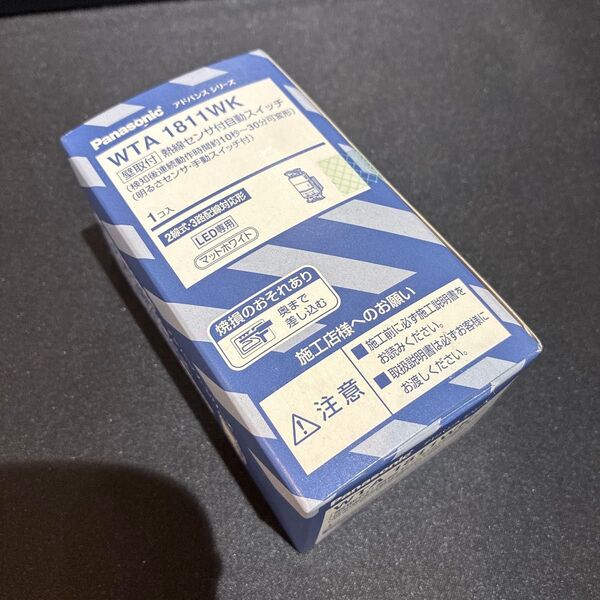 Panasonic アドバンスシリーズ
WTA 1811WK
壁取付 熱線センサ付自動スイッチ
(検知後連続動作時間約10秒〜30分可変形)
(明るさセンサ・手動スイッチ付)
1コ入
2線式・3路配線対応形
LED専用
マットホワイト
焼損のおそれあり
奥まで
差し込む
施工店様へのお願い
注意
■施工前に必ず施工説明書を
お読みください。
■取扱説明書は必ずお客様に
お渡しください。
Panasonic
WTA 1811WK